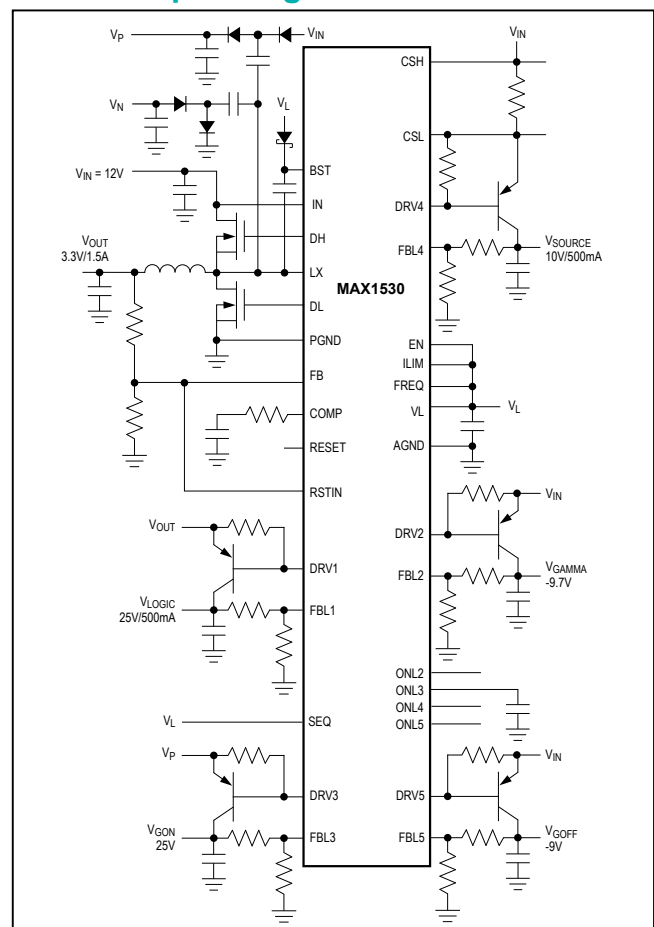 VP
VIN
VIN
CSH
VN
VL
CSL
BST
VIN = 12V
IN
DRV4
DH
VOUT
3.3V/1.5A
FBL4
VSOURCE
10V/500mA
LX
MAX1530
DL
PGND
EN
ILIM
FB
FREQ
COMP
VL
VL
RESET
AGND
RSTIN
VIN
VOUT
DRV2
DRV1
VGAMMA
-9.7V
FBL2
VLOGIC
25V/500mA
FBL1
ONL2
ONL3
ONL4
ONL5
VL
SEQ
VP
VIN
DRV3
DRV5
VGON
25V
FBL3
FBL5
VGOFF
-9V